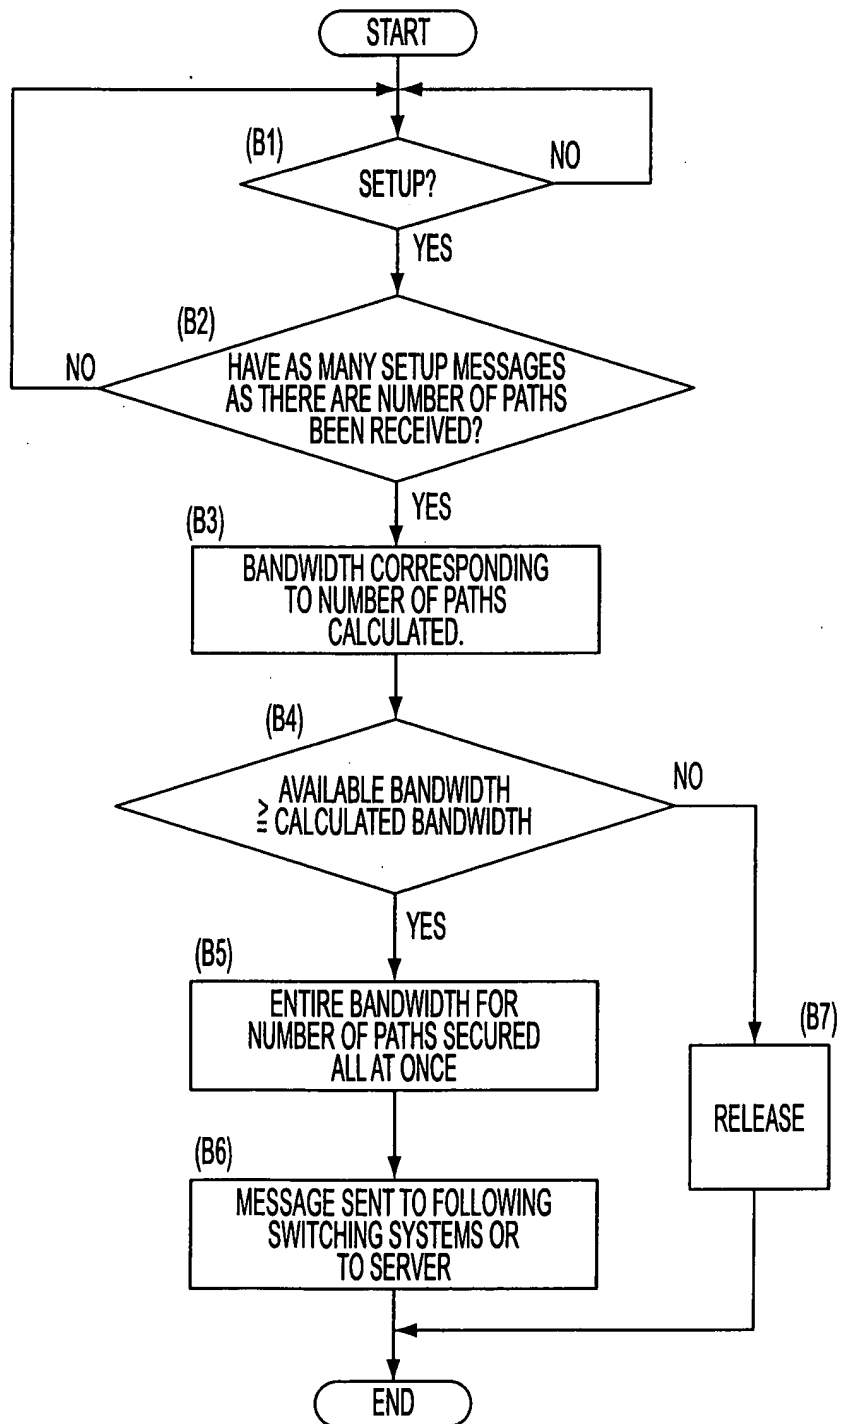 START
(B1)
SETUP?
NO
YES
(B2)
NO
HAVE AS MANY SETUP MESSAGES
AS THERE ARE NUMBER OF PATHS
BEEN RECEIVED?
YES
(B3)
BANDWIDTH CORRESPONDING
TO NUMBER OF PATHS
CALCULATED.
(B4)
NO
AVAILABLE BANDWIDTH
≧ CALCULATED BANDWIDTH
YES
(B5)
ENTIRE BANDWIDTH FOR
NUMBER OF PATHS SECURED
ALL AT ONCE
(B7)
RELEASE
(B6)
MESSAGE SENT TO FOLLOWING
SWITCHING SYSTEMS OR
TO SERVER
END